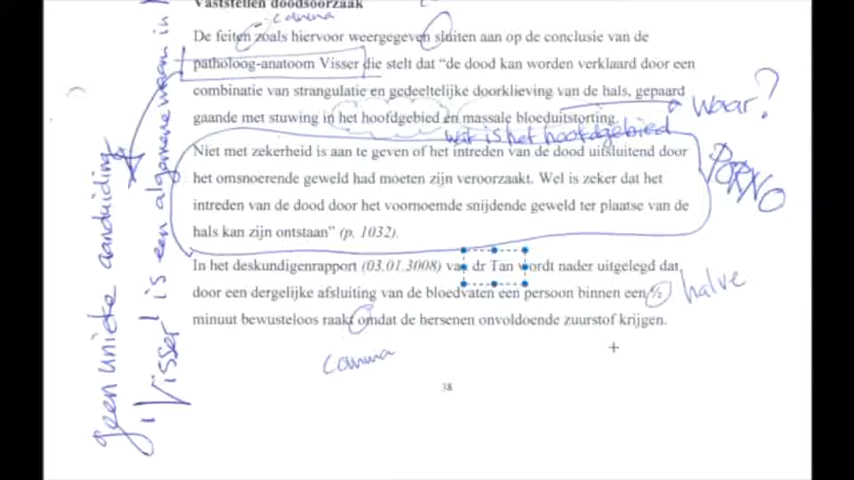 Vaststellen doodsoorzaak
comma
De feiten zoals hiervoor weergegeven sluiten aan op de conclusie van de
patholoog-anatoom Visser die stelt dat “de dood kan worden verklaard door een
combinatie van strangulatie en gedeeltelijke doorklieving van de hals, gepaard
gaande met stuwing in het hoofdgebied en massale bloeduitstorting.
waar?
wat is het hoofdgebied
Niet met zekerheid is aan te geven of het intreden van de dood uitsluitend door
het omsnoerende geweld had moeten zijn veroorzaakt. Wel is zeker dat het
intreden van de dood door het voornoemde snijdende geweld ter plaatse van de
hals kan zijn ontstaan” (p. 1032).
PORNO
In het deskundigenrapport (03.01.3008) van dr Tan wordt nader uitgelegd dat,
door een dergelijke afsluiting van de bloedvaten een persoon binnen een ½
halve
minuut bewusteloos raakt omdat de hersenen onvoldoende zuurstof krijgen.
comma
38
geen unieke aanduiding
'Visser' is een algemene naam in